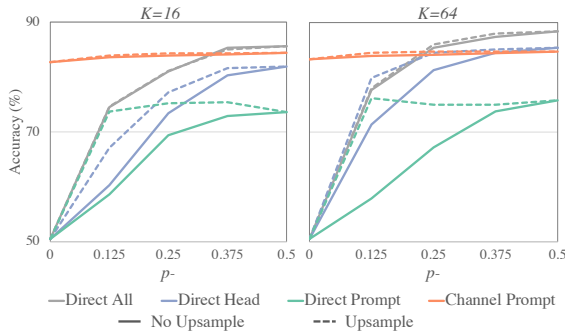 K=16
K=64
90
70
50
Accuracy (%)
0 0.125 0.25 0.375 0.5
0 0.125 0.25 0.375 0.5
p-
p-
Direct All Direct Head Direct Prompt Channel Prompt
No Upsample Upsample